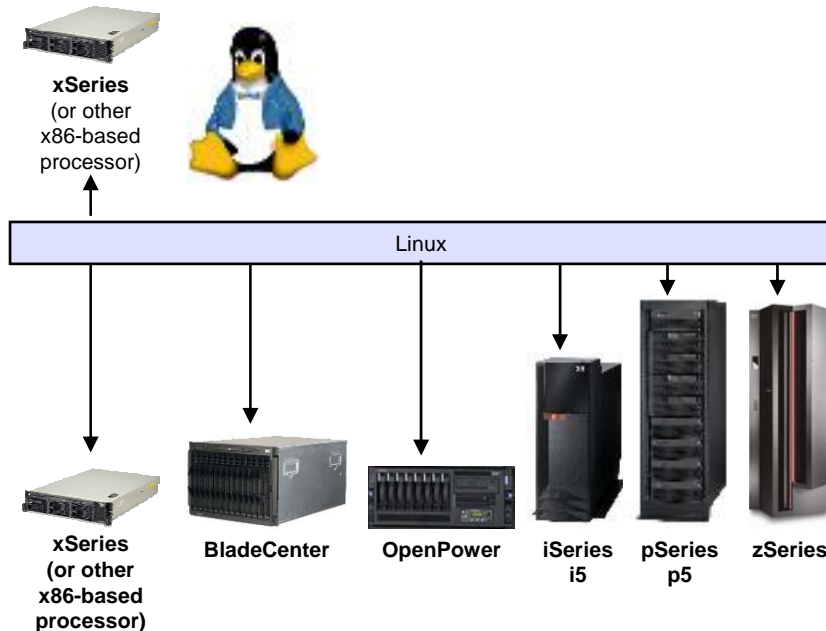 xSeries
(or other
x86-based
processor)
Linux
xSeries
(or other
x86-based
processor)
BladeCenter
OpenPower
iSeries
i5
pSeries
p5
zSeries